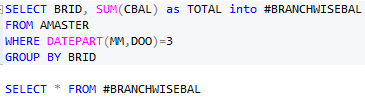 SELECT BRID, SUM(CBAL) as TOTAL into #BRANCHWISEBAL
FROM AMASTER
WHERE DATEPART(MM,DOO)=3
GROUP BY BRID
SELECT * FROM #BRANCHWISEBAL